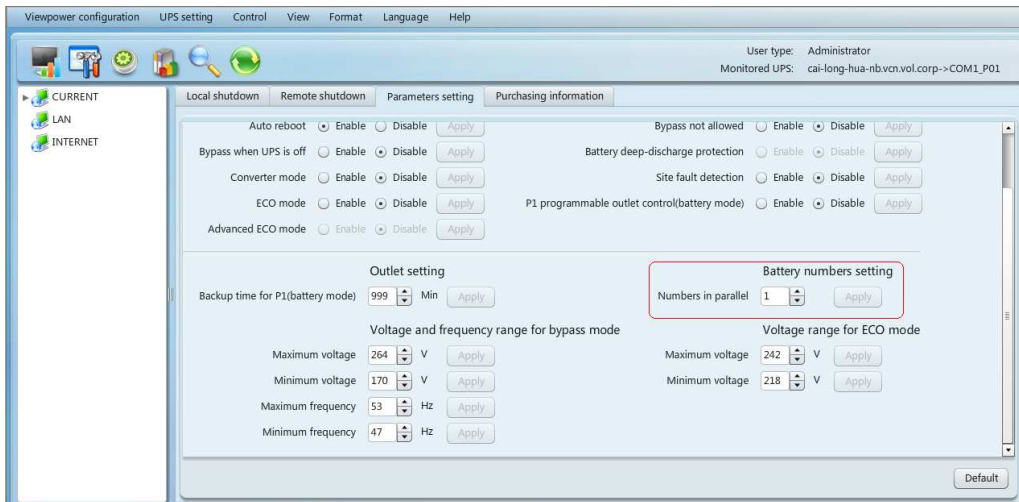 Viewpower configuration UPS setting Control View Format Language Help
User type: Administrator
Monitored UPS: cai-long-hua-nb.vcn.vol.corp->COM1_P01
CURRENT
LAN
INTERNET
Local shutdown Remote shutdown Parameters setting Purchasing information
Auto reboot Enable Disable Apply Bypass not allowed Enable Disable Apply
Bypass when UPS is off Enable Disable Apply Battery deep-discharge protection Enable Disable Apply
Converter mode Enable Disable Apply Site fault detection Enable Disable Apply
ECO mode Enable Disable Apply P1 programmable outlet control(battery mode) Enable Disable Apply
Advanced ECO mode Enable Disable Apply
Outlet setting Battery numbers setting
Backup time for P1(battery mode) 999 Min Apply Numbers in parallel 1 Apply
Voltage and frequency range for bypass mode Voltage range for ECO mode
Maximum voltage 264 V Apply Maximum voltage 242 V Apply
Minimum voltage 170 V Apply Minimum voltage 218 V Apply
Maximum frequency 53 Hz Apply
Minimum frequency 47 Hz Apply
Default